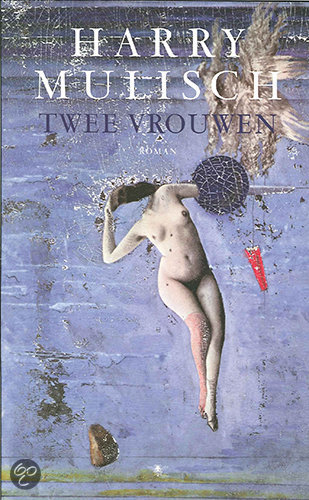 HARRY
MULISCH
TWEE VROUWEN
ROMAN